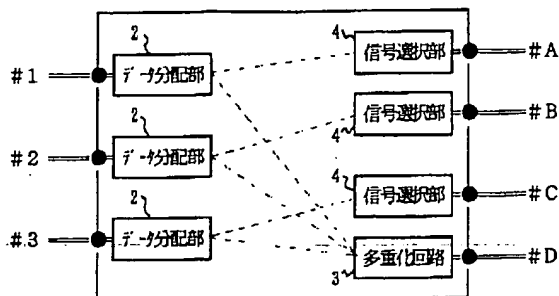 2
4
信号選択部
#A
#1
データ分配部
2
信号選択部
#B
4
#2
データ分配部
2
4
信号選択部
#C
#3
データ分配部
多重化回路
#D
3